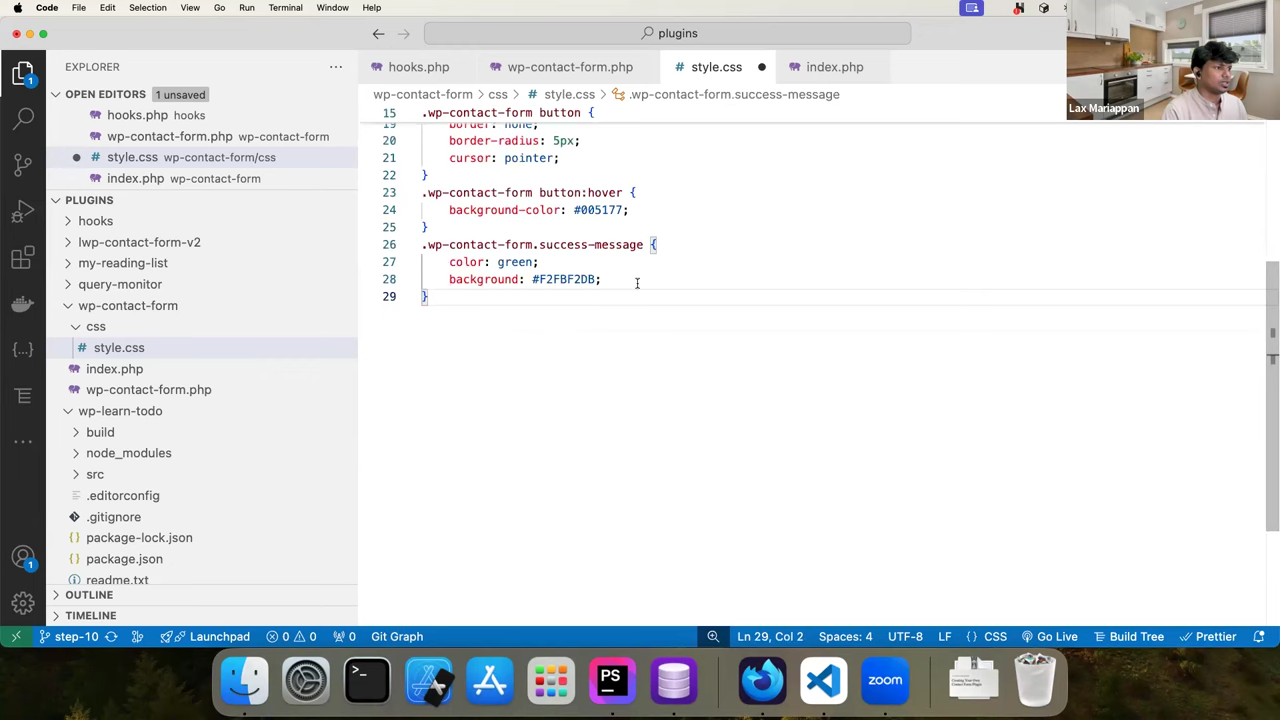 Code File Edit Selection View Go Run Terminal Window Help
plugins
EXPLORER
hooks.php
wp-contact-form.php
style.css
index.php
Lax Mariappan
OPEN EDITORS 1 unsaved
hooks.php hooks
wp-contact-form.php wp-contact-form
style.css wp-contact-form/css
index.php wp-contact-form
PLUGINS
hooks
lwp-contact-form-v2
my-reading-list
query-monitor
wp-contact-form
css
style.css
index.php
wp-contact-form.php
wp-learn-todo
build
node_modules
src
.editorconfig
.gitignore
package-lock.json
package.json
readme.txt
OUTLINE
TIMELINE
wp-contact-form > css > # style.css > .wp-contact-form.success-message
15 .wp-contact-form button {
19 border: none;
20 border-radius: 5px;
21 cursor: pointer;
22 }
23 .wp-contact-form button:hover {
24 background-color: #005177;
25 }
26 .wp-contact-form.success-message {
27 color: green;
28 background: #F2FBF2DB;
29 }
step-10 Launchpad 0 0 0 Git Graph Ln 29, Col 2 Spaces: 4 UTF-8 LF {} CSS Go Live Build Tree Prettier
1
1
>_
PS
zoom